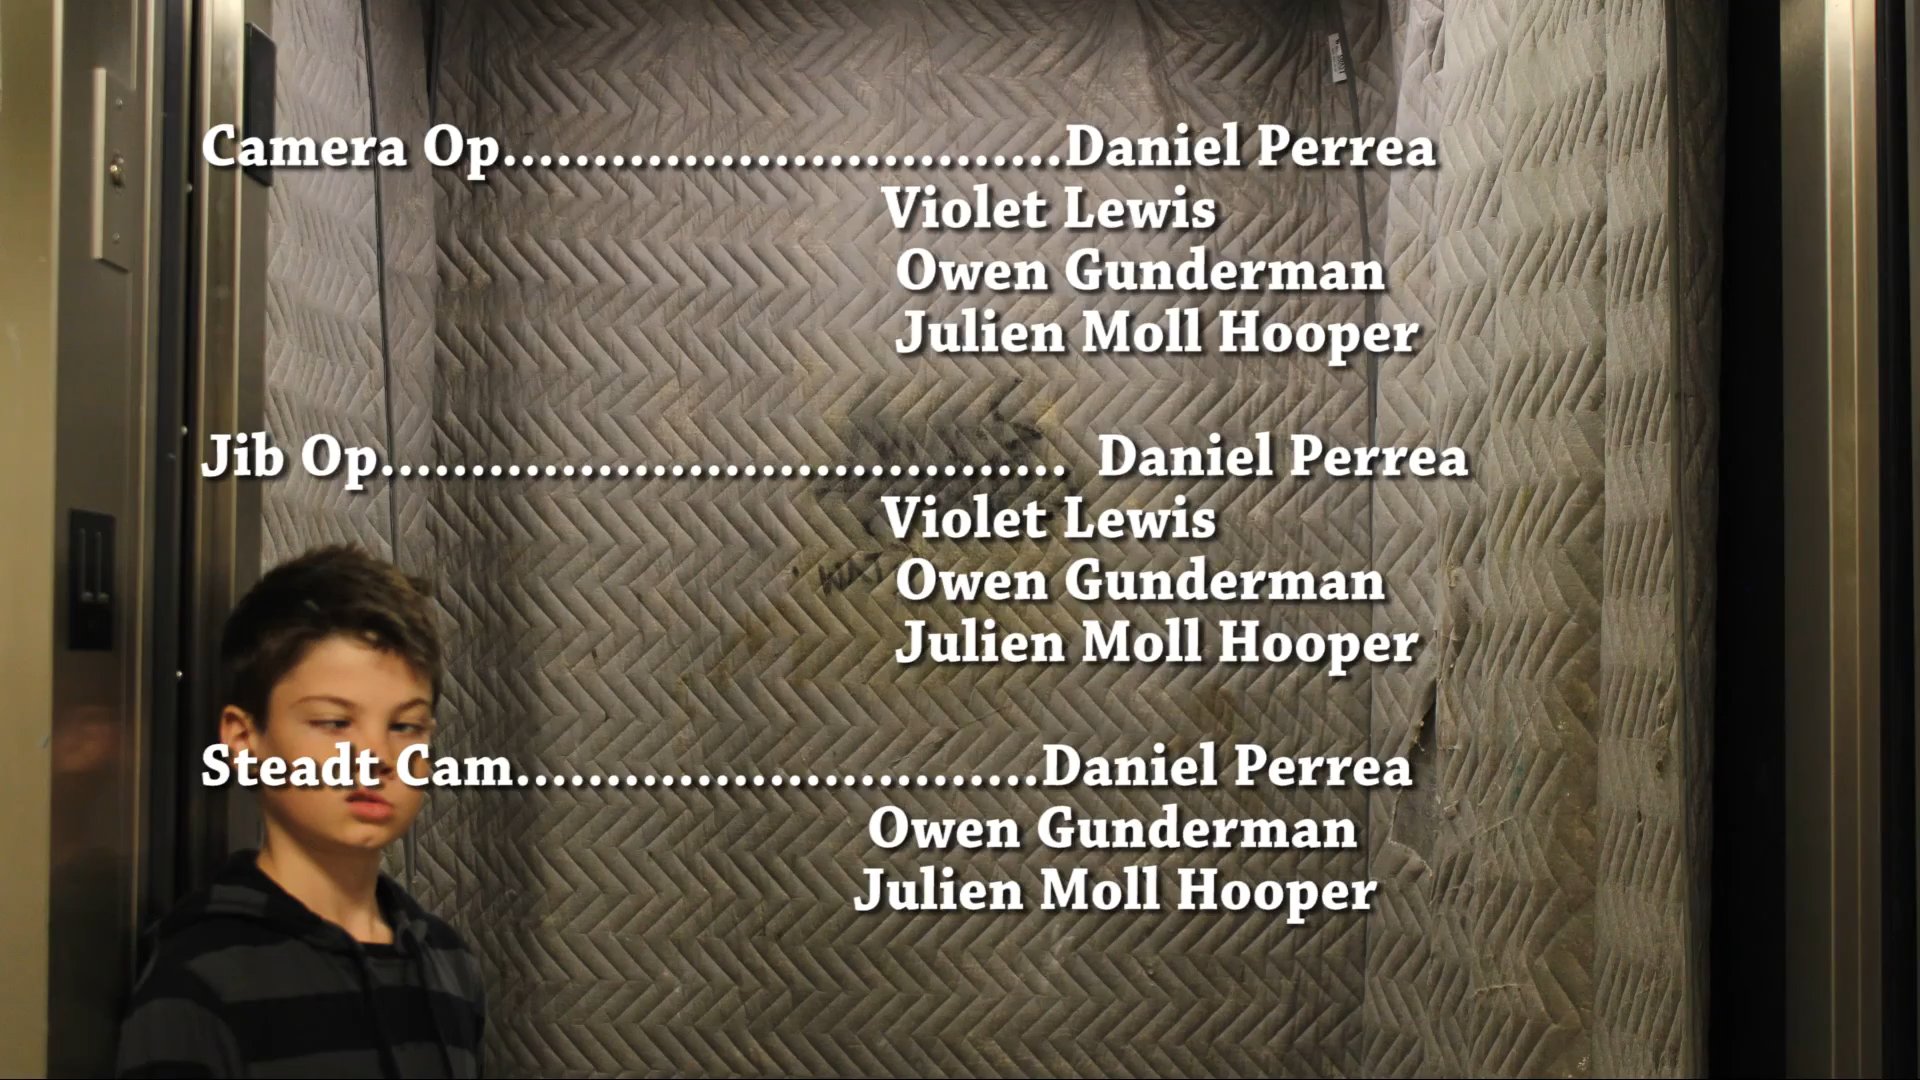 Camera Op...............................Daniel Perrea
Violet Lewis
Owen Gunderman
Julien Moll Hooper
Jib Op...................................... Daniel Perrea
Violet Lewis
Owen Gunderman
Julien Moll Hooper
Steadt Cam.............................Daniel Perrea
Owen Gunderman
Julien Moll Hooper